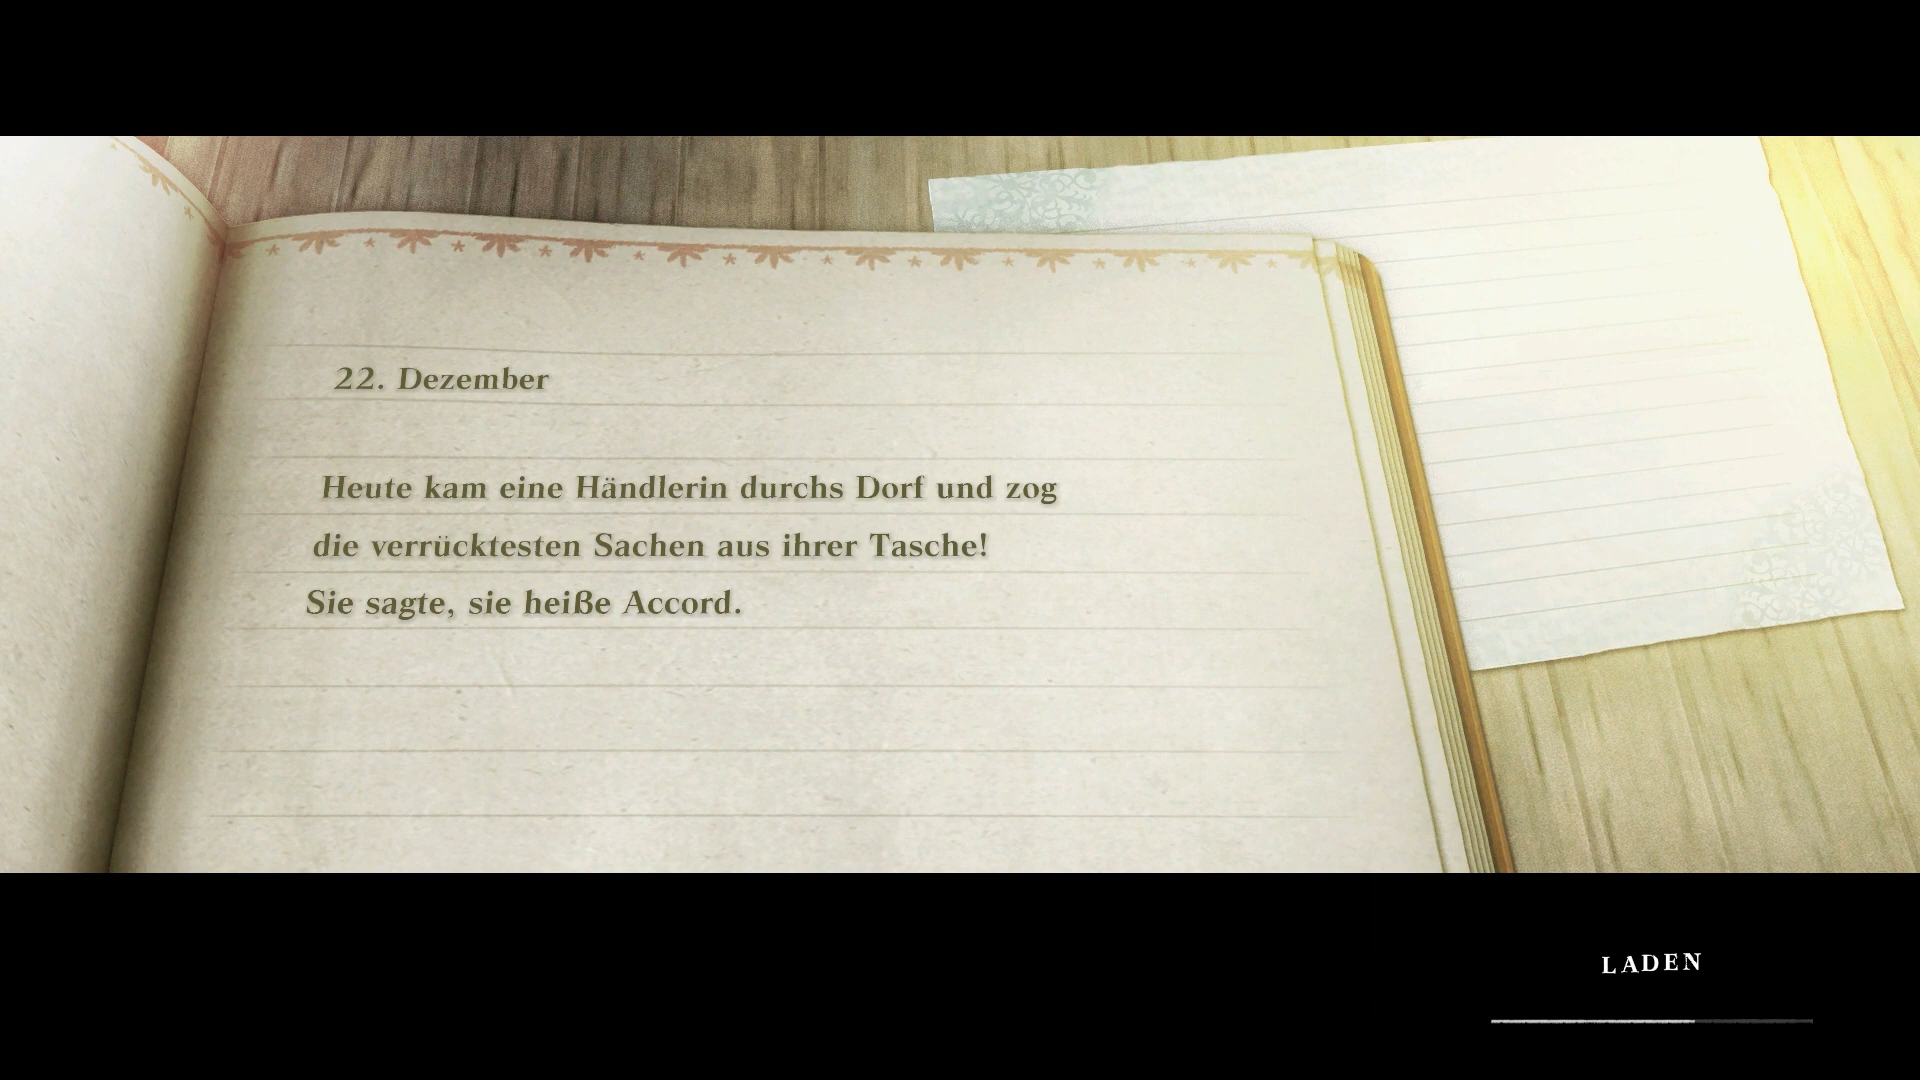 22. Dezember
Heute kam eine Händlerin durchs Dorf und zog
die verrücktesten Sachen aus ihrer Tasche!
Sie sagte, sie heiße Accord.
LADEN